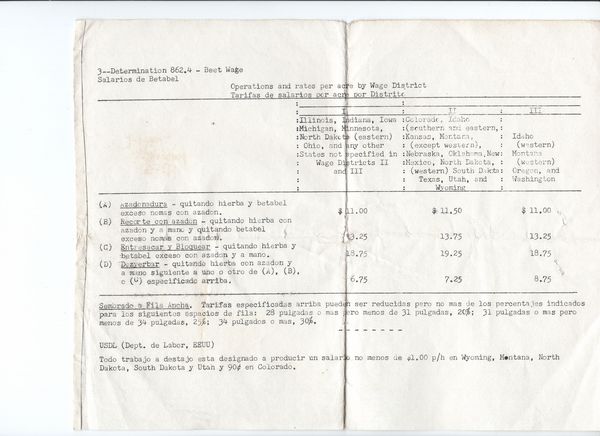 3--Determination 862.4 - Beet Wage
Salarios de Betabel
Operations and rates per acre by Wage District
Tarifas de salarios por acre por Distrito
I II III
Illinois, Indiana, Iowa :Colorado, Idaho
Michigan, Minnesota, :(southern and eastern,: Idaho
North Dakota (eastern) :Kansas, Montana, : (western)
Ohio, and any other :(except western), : Montana
States not specified in :Nebraska, Oklahoma, New: (western)
Wage Districts II :Mexico, North Dakota, : Oregon, and
and III :(western) South Dakota: Washington
Texas, Utah, and
Wyoming
(A) Azadonadura - quitando hierba y betabel
exceso nomas con azadon. $ 11.00 $ 11.50 $ 11.00
(B) Recorte con azadon - quitando hierba con
azadon y a mano y quitando betabel
exceso nomas con azadon. 13.25 13.75 13.25
(C) Entresacar y Bloquear - quitando hierba y
betabel exceso con azadon y a mano. 18.75 19.25 18.75
(D) Desyerbar - quitando hierba con azadon y
a mano siguiente a uno o otro de (A), (B),
o (C) especificado arriba. 6.75 7.25 8.75
Sembrado a Fila Ancha. Tarifas especificadas arriba pueden ser reducidas pero no mas de los percentajes indicados
para los siguientes espacios de fila: 28 pulgadas o mas pero menos de 31 pulgadas, 20%; 31 pulgadas o mas pero
menos de 34 pulgadas, 25%; 34 pulgadas o mas, 30%.
- - - - - - - -
USDL (Dept. de Labor, EEUU)
Todo trabajo a destajo esta designado a producir un salario no menos de $1.00 p/h en Wyoming, Montana, North
Dakota, South Dakota y Utah y 90¢ en Colorado.